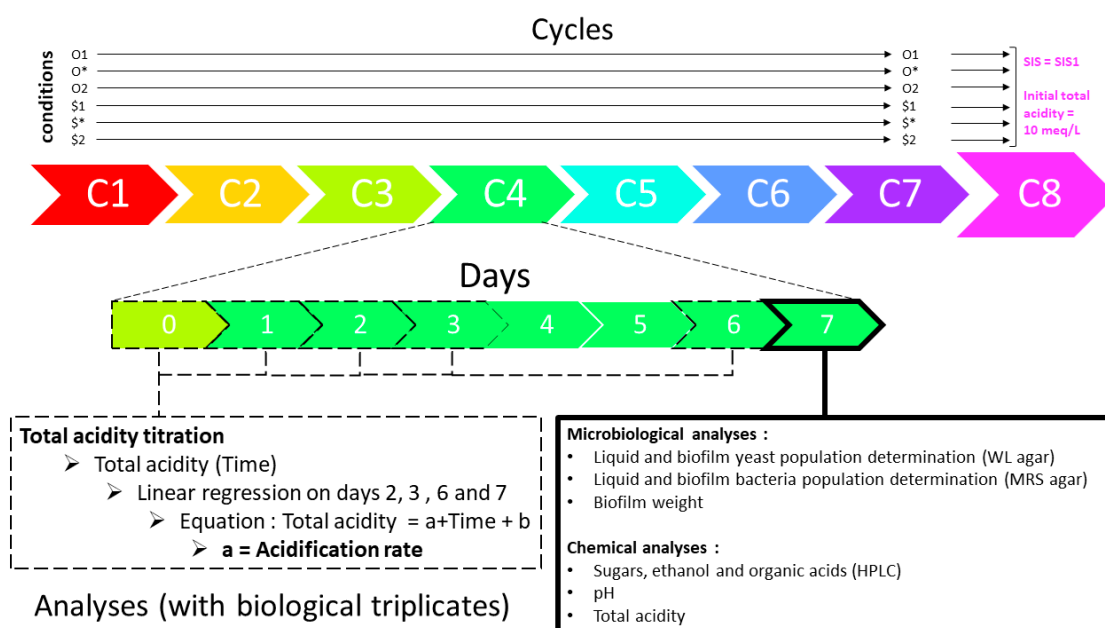 Cycles
conditions
O1
O*
O2
$1
$*
$2
O1
O*
O2
$1
$*
$2
SIS = SIS1
Initial total
acidity =
10 meq/L
C1 C2 C3 C4 C5 C6 C7 C8
Days
0 1 2 3 4 5 6 7
Total acidity titration
Total acidity (Time)
Linear regression on days 2, 3 , 6 and 7
Equation : Total acidity = a+Time + b
a = Acidification rate
Analyses (with biological triplicates)
Microbiological analyses :
• Liquid and biofilm yeast population determination (WL agar)
• Liquid and biofilm bacteria population determination (MRS agar)
• Biofilm weight
Chemical analyses :
• Sugars, ethanol and organic acids (HPLC)
• pH
• Total acidity